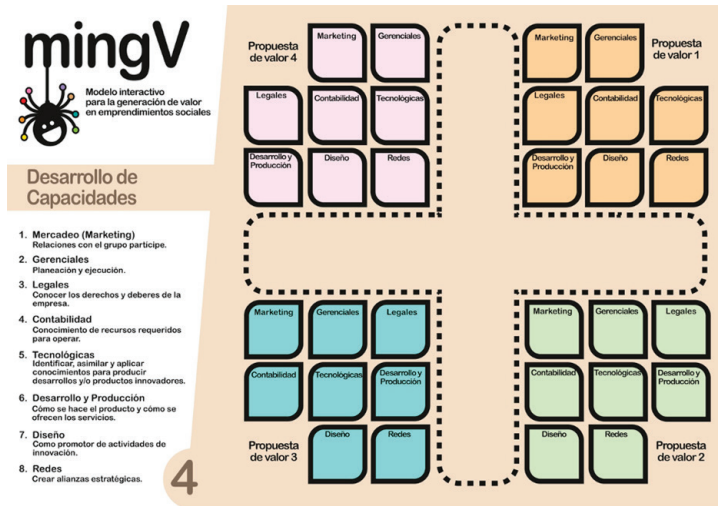 mingV
Modelo interactivo
para la generación de valor
en emprendimientos sociales
Desarrollo de
Capacidades
1. Mercadeo (Marketing)
Relaciones con el grupo partícipe.
2. Gerenciales
Planeación y ejecución.
3. Legales
Conocer los derechos y deberes de la
empresa.
4. Contabilidad
Conocimiento de recursos requeridos
para operar.
5. Tecnológicas
Identificar, asimilar y aplicar
conocimientos para producir
desarrollos y/o productos innovadores.
6. Desarrollo y Producción
Cómo se hace el producto y cómo se
ofrecen los servicios.
7. Diseño
Como promotor de actividades de
innovación.
8. Redes
Crear alianzas estratégicas.
4
Propuesta
de valor 4
Marketing
Gerenciales
Legales
Contabilidad
Tecnológicas
Desarrollo y
Producción
Diseño
Redes
Marketing
Gerenciales
Propuesta
de valor 1
Legales
Contabilidad
Tecnológicas
Desarrollo y
Producción
Diseño
Redes
Marketing
Gerenciales
Legales
Contabilidad
Tecnológicas
Desarrollo y
Producción
Propuesta
de valor 3
Diseño
Redes
Marketing
Gerenciales
Legales
Contabilidad
Tecnológicas
Desarrollo y
Producción
Diseño
Redes
Propuesta
de valor 2